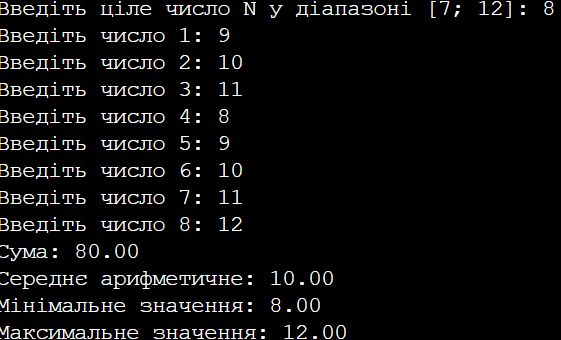 Введіть ціле число N у діапазоні [7; 12]: 8
Введіть число 1: 9
Введіть число 2: 10
Введіть число 3: 11
Введіть число 4: 8
Введіть число 5: 9
Введіть число 6: 10
Введіть число 7: 11
Введіть число 8: 12
Сума: 80.00
Середнє арифметичне: 10.00
Мінімальне значення: 8.00
Максимальне значення: 12.00